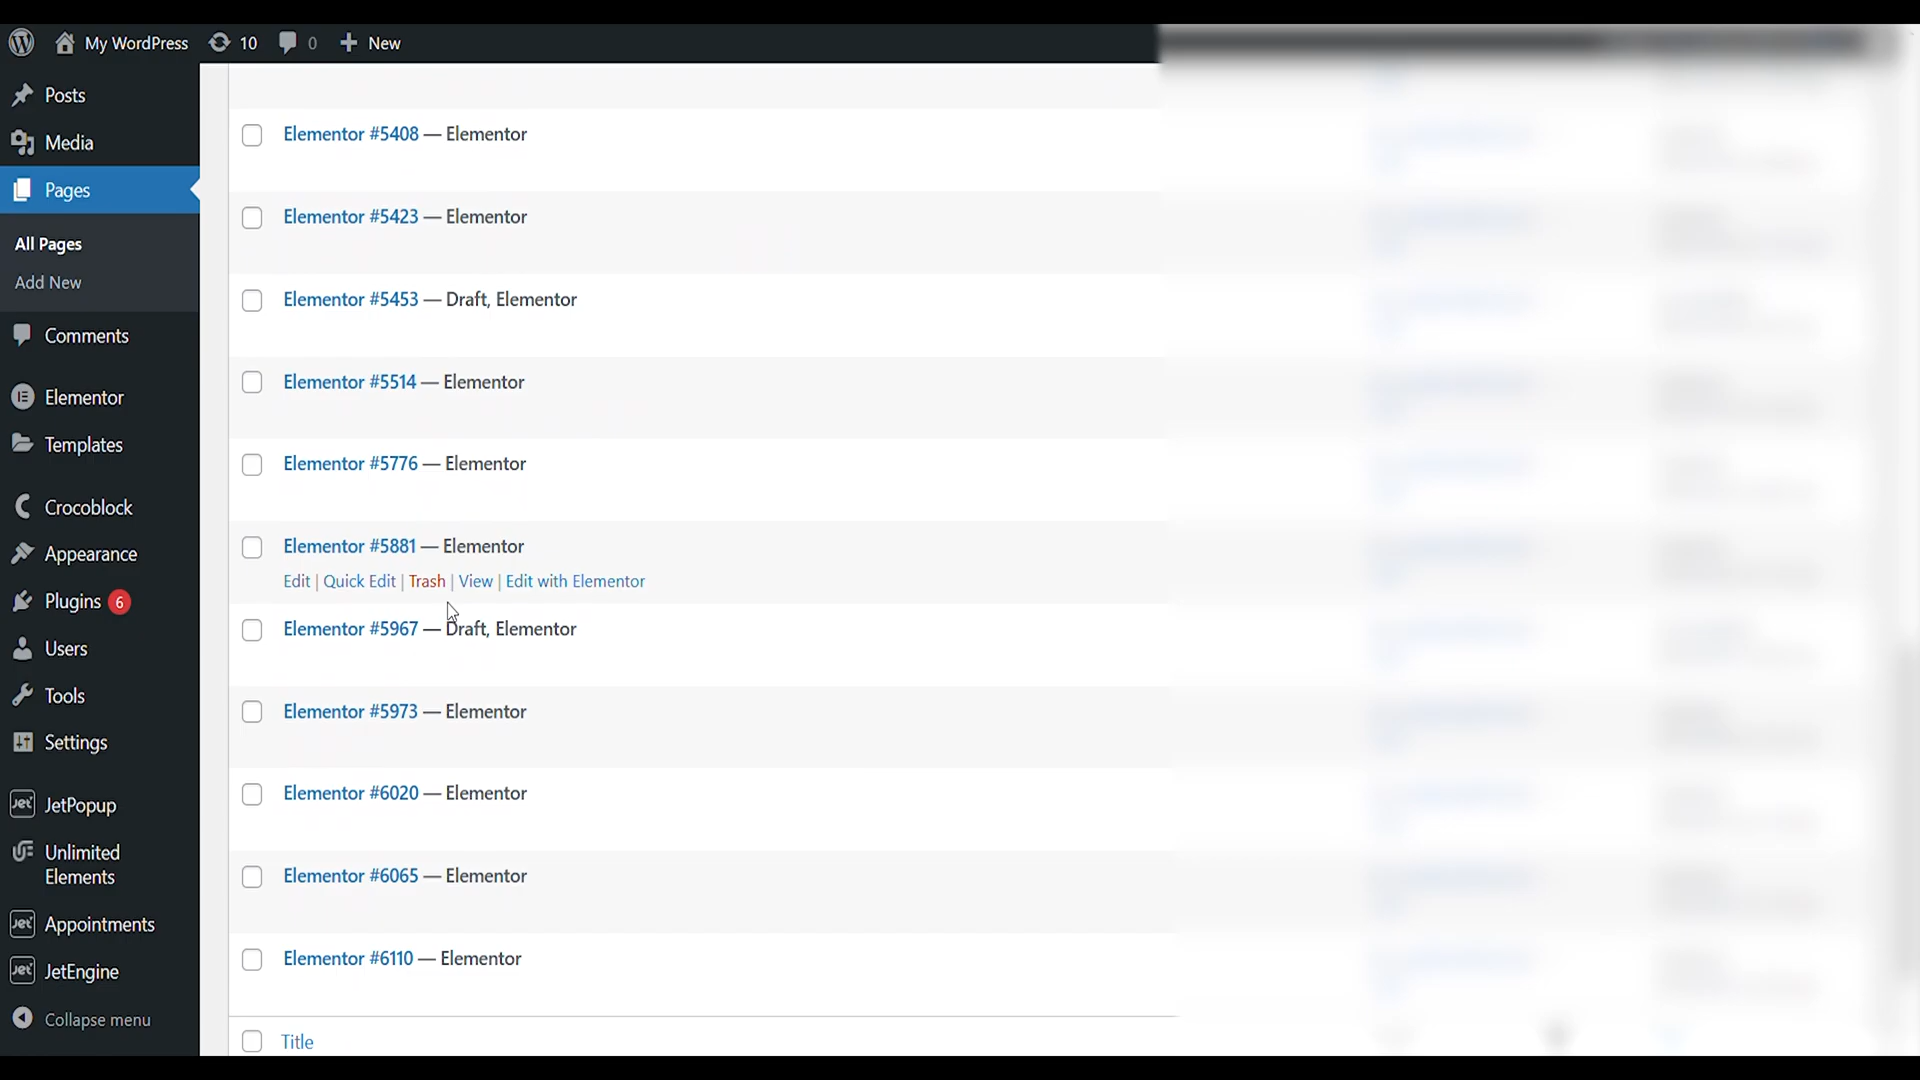 My WordPress 10 0 New
Posts
Media
Pages
All Pages
Add New
Comments
Elementor
Templates
Crocoblock
Appearance
Plugins 6
Users
Tools
Settings
Jet JetPopup
Unlimited
Elements
Jet Appointments
Jet JetEngine
Collapse menu
Elementor #5408 — Elementor
Elementor #5423 — Elementor
Elementor #5453 — Draft, Elementor
Elementor #5514 — Elementor
Elementor #5776 — Elementor
Elementor #5881 — Elementor
Edit | Quick Edit | Trash | View | Edit with Elementor
Elementor #5967 — Draft, Elementor
Elementor #5973 — Elementor
Elementor #6020 — Elementor
Elementor #6065 — Elementor
Elementor #6110 — Elementor
Title